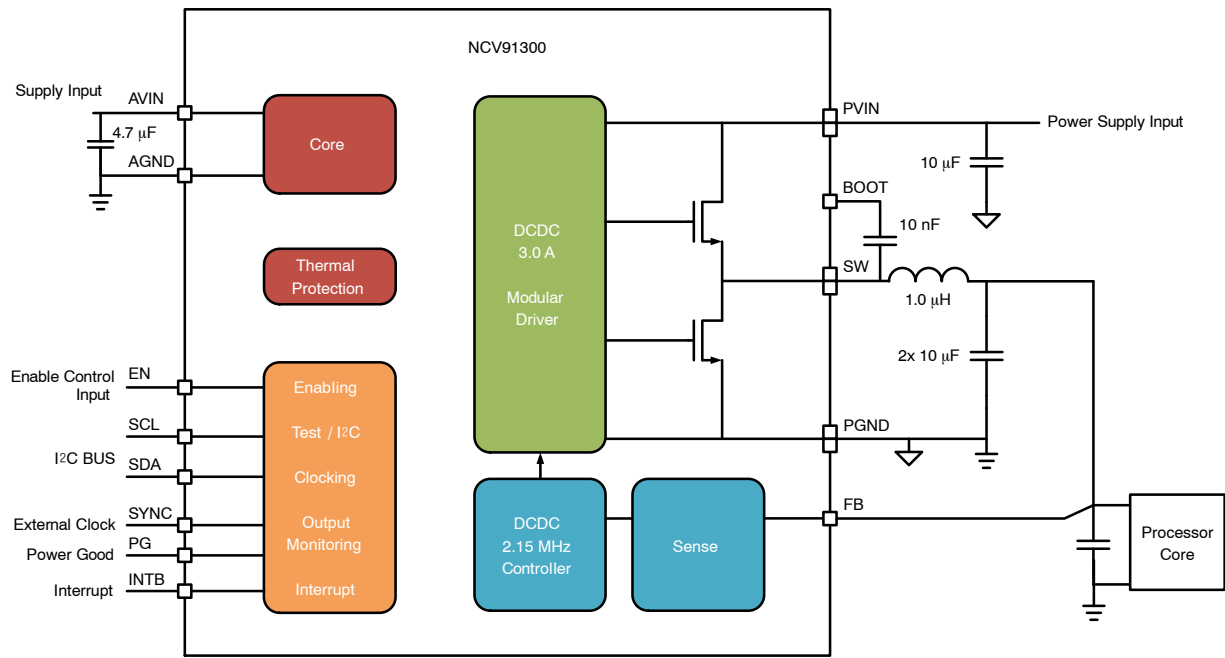 NCV91300
Supply Input
AVIN
4.7 μF
AGND
Core
Thermal
Protection
Enable Control
Input
EN
SCL
I²C BUS
SDA
External Clock
SYNC
Power Good
PG
Interrupt
INTB
Enabling
Test / I²C
Clocking
Output
Monitoring
Interrupt
DCDC
3.0 A
Modular
Driver
DCDC
2.15 MHz
Controller
Sense
PVIN
Power Supply Input
10 μF
BOOT
10 nF
SW
1.0 μH
2x 10 μF
PGND
FB
Processor
Core